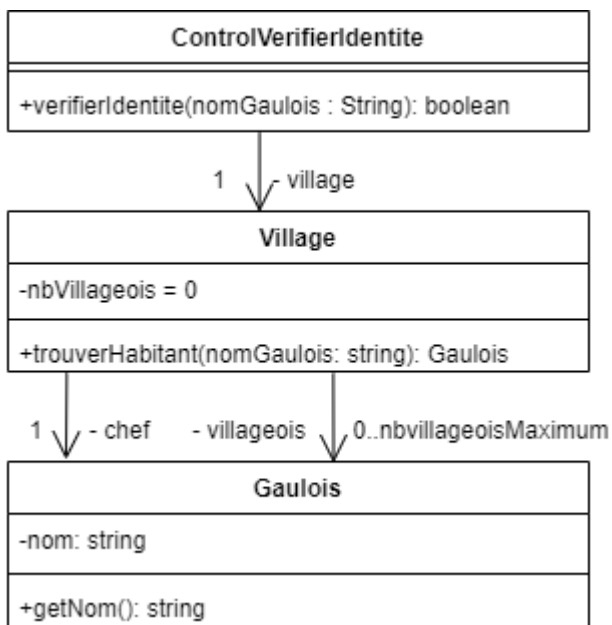 ControlVerifierIdentite
+verifierIdentite(nomGaulois : String): boolean
1 - village
Village
-nbVillageois = 0
+trouverHabitant(nomGaulois: string): Gaulois
1 - chef - villageois 0..nbvillageoisMaximum
Gaulois
-nom: string
+getNom(): string